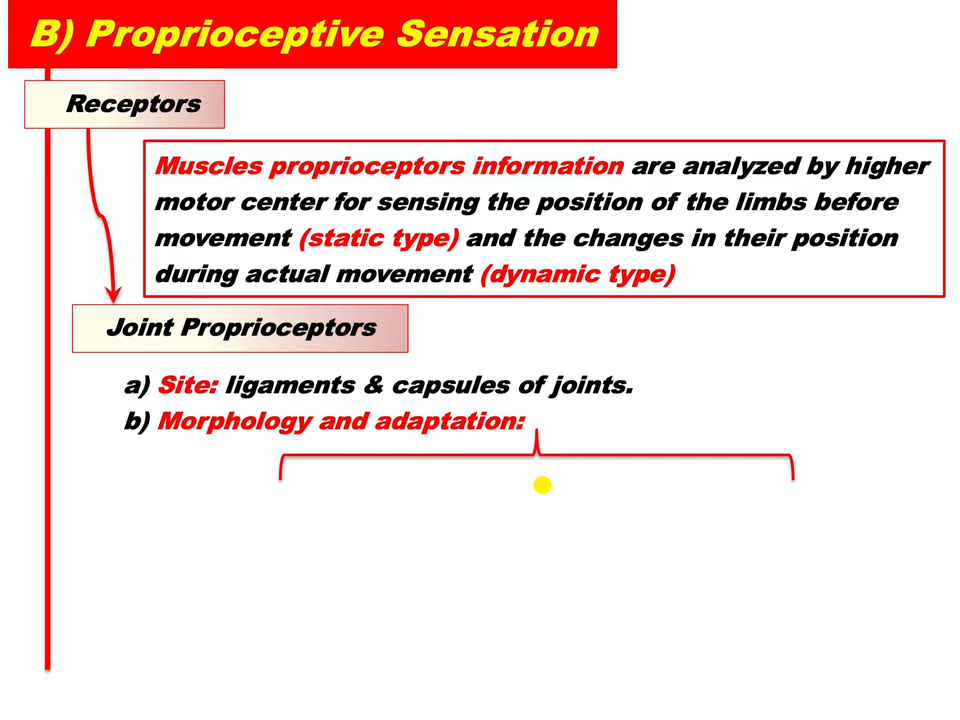 B) Proprioceptive Sensation
Receptors
Muscles proprioceptors information are analyzed by higher
motor center for sensing the position of the limbs before
movement (static type) and the changes in their position
during actual movement (dynamic type)
Joint Proprioceptors
a) Site: ligaments & capsules of joints.
b) Morphology and adaptation: